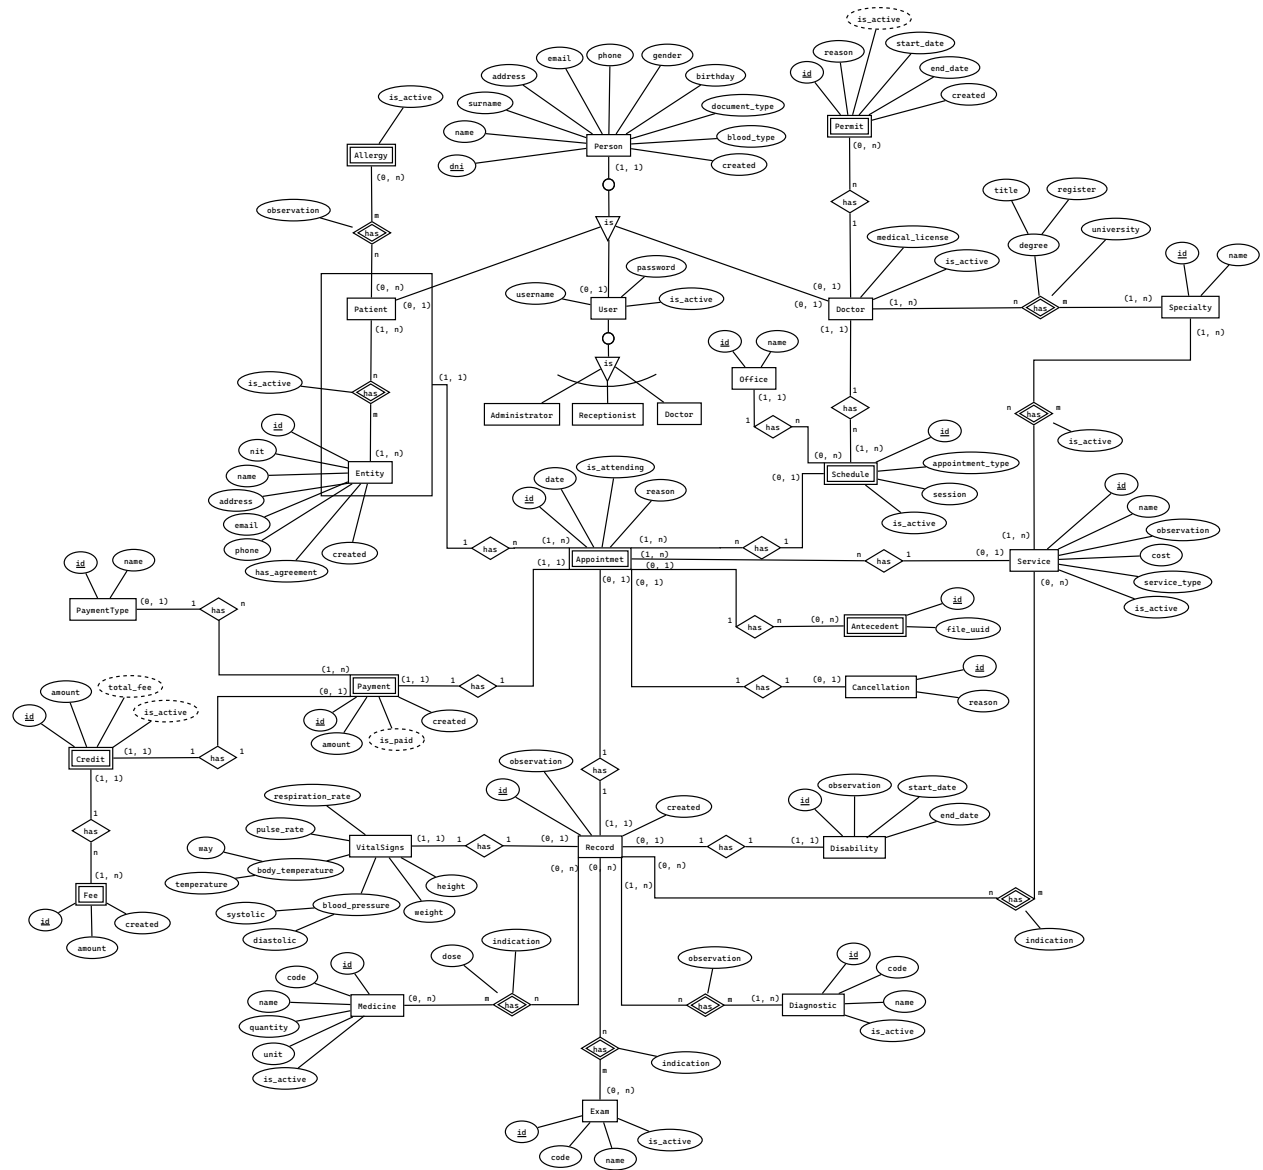 is_active
start_date
reason
end_date
id
created
Permit
(0, n)
n
has
1
email
phone
gender
address
birthday
surname
document_type
name
blood_type
dni
created
Person
(1, 1)
is
is_active
Allergy
(0, n)
m
observation
has
n
(0, n)
Patient
(0, 1)
(1, n)
n
is_active
has
m
(1, n)
id
nit
name
address
email
phone
has_agreement
created
Entity
(1, 1)
password
username
(0, 1)
is_active
User
is
Administrator
Receptionist
Doctor
medical_license
is_active
(0, 1)
(0, 1)
Doctor
(1, n)
(1, 1)
title
register
degree
university
n
has
m
(1, n)
id
name
Specialty
(1, n)
n
has
m
is_active
id
name
Office
(1, 1)
1
has
n
(0, n)
1
has
n
(1, n)
id
appointment_type
session
is_active
Schedule
(0, 1)
is_attending
date
id
reason
1
has
n
(1, n)
Appointmet
(1, n)
n
has
1
(1, n)
n
has
1
(0, 1)
(1, 1)
(0, 1)
(0, 1)
(0, 1)
id
name
observation
cost
service_type
is_active
(1, n)
Service
(0, n)
1
has
n
(0, n)
Antecedent
id
file_uuid
1
has
1
(0, 1)
Cancellation
id
reason
id
name
PaymentType
(0, 1)
1
has
n
(1, n)
Payment
(1, 1)
1
has
1
(0, 1)
id
amount
is_paid
created
total_fee
amount
is_active
id
Credit
(1, 1)
1
has
1
(1, 1)
1
has
n
(1, n)
Fee
id
amount
created
1
has
1
(1, 1)
observation
id
created
Record
respiration_rate
pulse_rate
way
temperature
body_temperature
blood_pressure
systolic
diastolic
height
weight
VitalSigns
(1, 1)
1
has
1
(0, 1)
(0, 1)
1
has
1
(1, 1)
Disability
id
observation
start_date
end_date
(0, n)
(0, n)
(0, n)
(1, n)
n
has
m
indication
id
code
name
quantity
unit
is_active
Medicine
(0, n)
m
has
n
dose
indication
observation
n
has
m
(1, n)
Diagnostic
id
code
name
is_active
n
has
m
indication
(0, n)
Exam
id
code
name
is_active